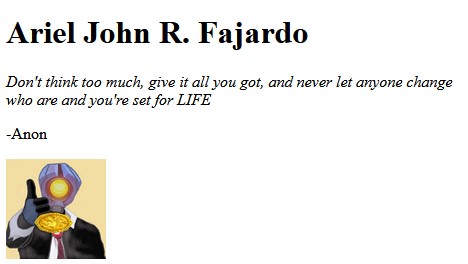 Ariel John R. Fajardo
Don't think too much, give it all you got, and never let anyone change
who are and you're set for LIFE
-Anon